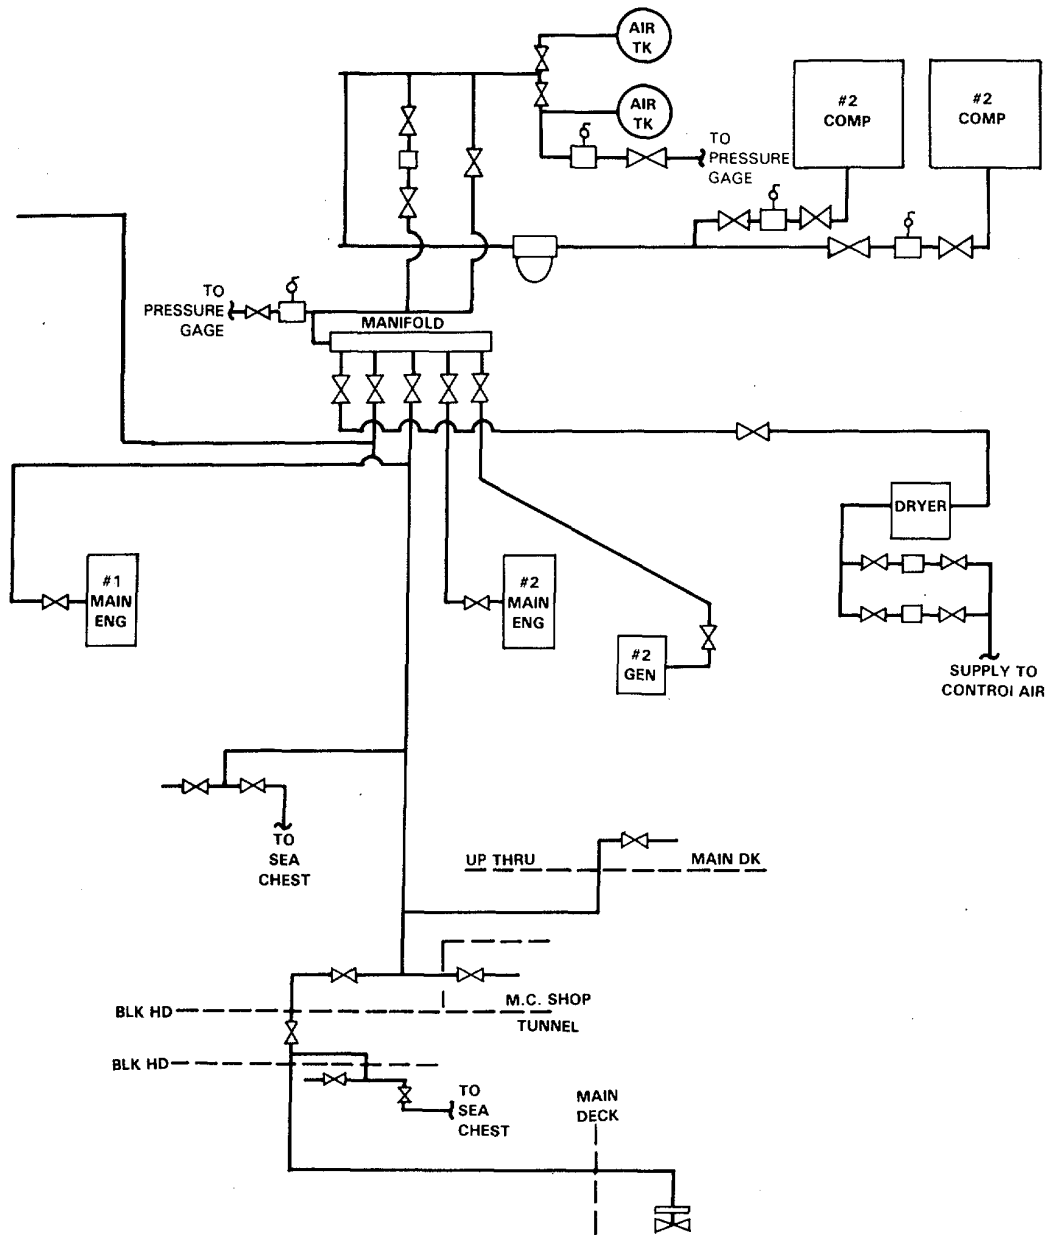 AIR
TK
AIR
TK
#2
COMP
#2
COMP
TO
PRESSURE
GAGE
TO
PRESSURE
GAGE
MANIFOLD
DRYER
#1
MAIN
ENG
#2
MAIN
ENG
#2
GEN
SUPPLY TO
CONTROl AIR
TO
SEA
CHEST
UP THRU
MAIN DK
M.C. SHOP
BLK HD
TUNNEL
BLK HD
TO
SEA
CHEST
MAIN
DECK